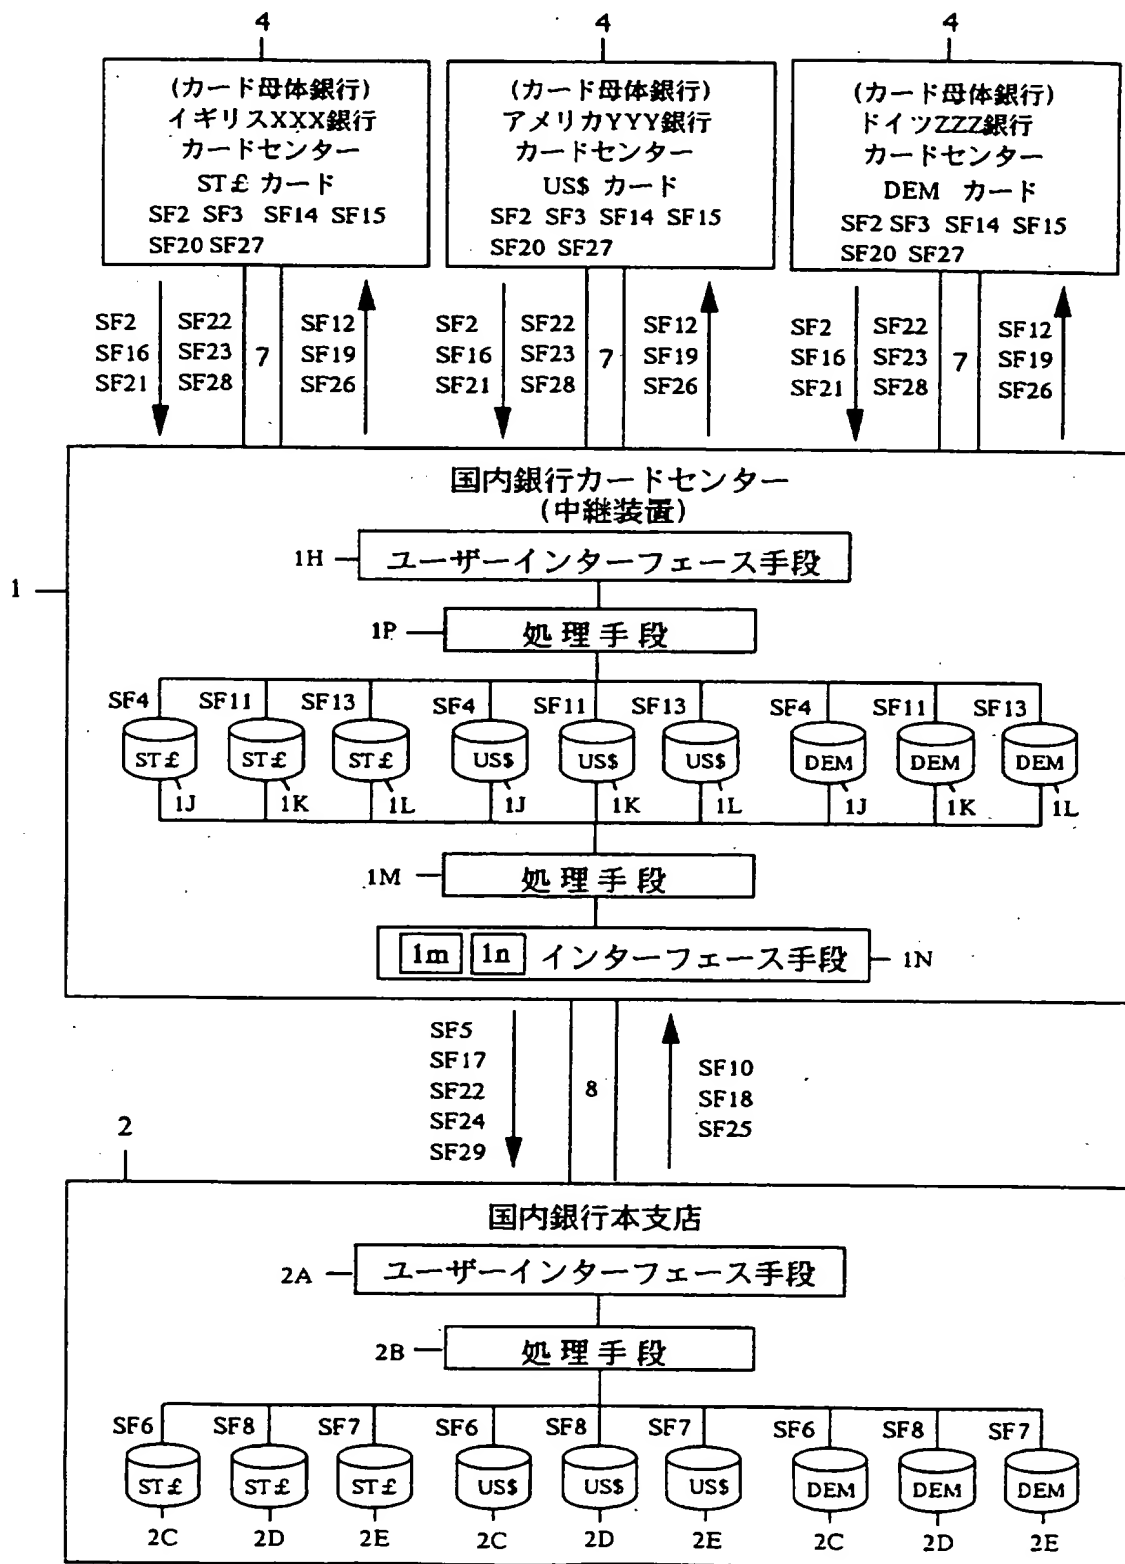 4 4 4
(カード母体銀行)
イギリスXXX銀行
カードセンター
ST£ カード
SF2 SF3 SF14 SF15
SF20 SF27
(カード母体銀行)
アメリカYYY銀行
カードセンター
US$ カード
SF2 SF3 SF14 SF15
SF20 SF27
(カード母体銀行)
ドイツZZZ銀行
カードセンター
DEM カード
SF2 SF3 SF14 SF15
SF20 SF27
SF2 SF22 SF12
SF16 SF23 7 SF19
SF21 SF28 SF26
SF2 SF22 SF12
SF16 SF23 7 SF19
SF21 SF28 SF26
SF2 SF22 SF12
SF16 SF23 7 SF19
SF21 SF28 SF26
1
国内銀行カードセンター
(中継装置)
1H ユーザーインターフェース手段
1P 処理手段
SF4 SF11 SF13 SF4 SF11 SF13 SF4 SF11 SF13
ST£ ST£ ST£ US$ US$ US$ DEM DEM DEM
1J 1K 1L 1J 1K 1L 1J 1K 1L
1M 処理手段
1m 1n インターフェース手段 1N
SF5
SF17
SF22
SF24
SF29
8
SF10
SF18
SF25
2
国内銀行本支店
2A ユーザーインターフェース手段
2B 処理手段
SF6 SF8 SF7 SF6 SF8 SF7 SF6 SF8 SF7
ST£ ST£ ST£ US$ US$ US$ DEM DEM DEM
2C 2D 2E 2C 2D 2E 2C 2D 2E